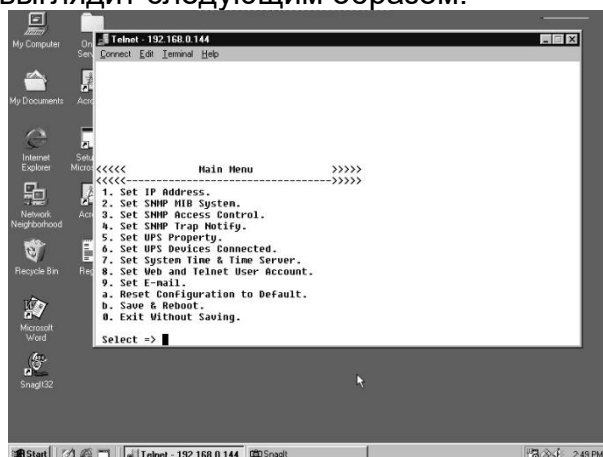 выглядит следующим образом:
My Computer
My Documents
Internet Explorer
Network Neighborhood
Recycle Bin
Microsoft Word
SnagIt32
Telnet - 192.168.0.144
Connect Edit Terminal Help
<<<<< Main Menu >>>>>
<<<<<----------------------------------->>>>>
1. Set IP Address.
2. Set SNMP MIB System.
3. Set SNMP Access Control.
4. Set SNMP Trap Notify.
5. Set UPS Property.
6. Set UPS Devices Connected.
7. Set System Time & Time Server.
8. Set Web and Telnet User Account.
9. Set E-mail.
a. Reset Configuration to Default.
b. Save & Reboot.
0. Exit Without Saving.
Select =>
Start Telnet - 192.168.0.144 SnagIt 2:49 PM